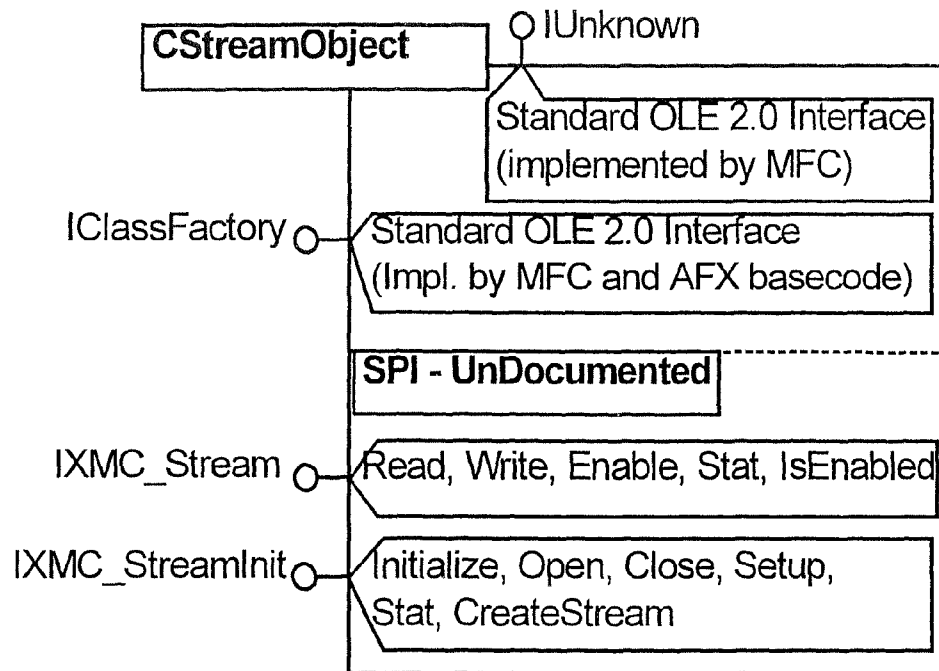 CStreamObject
IUnknown
Standard OLE 2.0 Interface
(implemented by MFC)
IClassFactory
Standard OLE 2.0 Interface
(Impl. by MFC and AFX basecode)
SPI - UnDocumented
IXMC_Stream
Read, Write, Enable, Stat, IsEnabled
IXMC_StreamInit
Initialize, Open, Close, Setup,
Stat, CreateStream